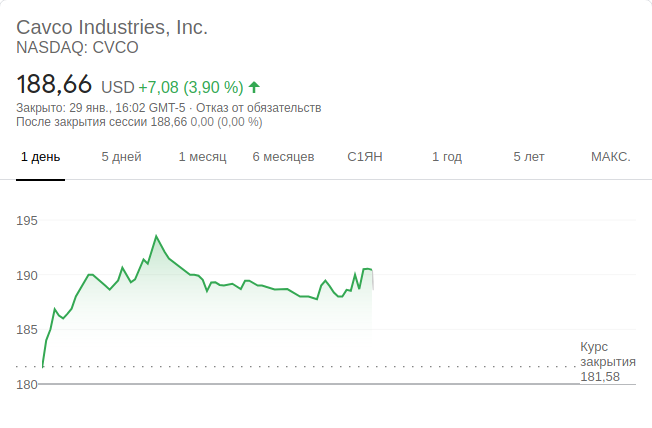 Cavco Industries, Inc.
NASDAQ: CVCO
188,66 USD +7,08 (3,90 %)
Закрыто: 29 янв., 16:02 GMT-5 · Отказ от обязательств
После закрытия сессии 188,66 0,00 (0,00 %)
1 день 5 дней 1 месяц 6 месяцев С1ЯН 1 год 5 лет МАКС.
195
190
185
Курс
закрытия
181,58
180